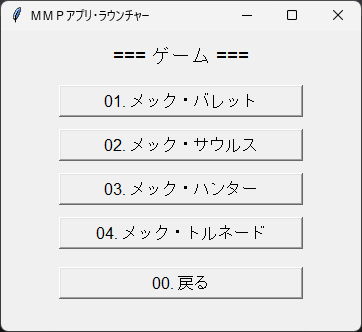 ＭＭＰアプリ・ラウンチャー
=== ゲーム ===
01. メック・バレット
02. メック・サウルス
03. メック・ハンター
04. メック・トルネード
00. 戻る